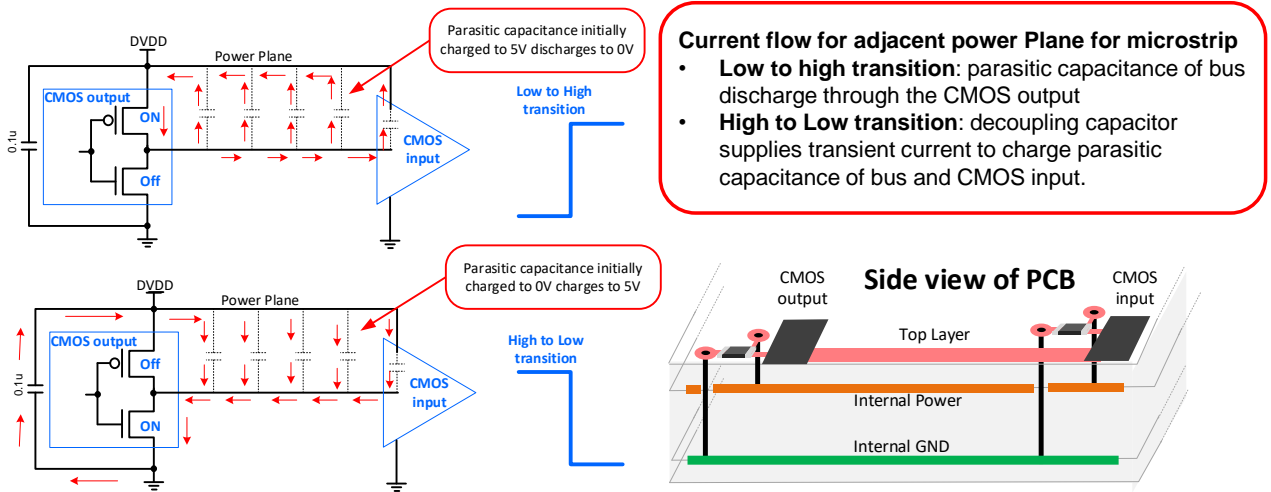 DVDD
Power Plane
Parasitic capacitance initially
charged to 5V discharges to 0V
CMOS output
ON
Off
0.1u
CMOS
input
Low to High
transition
Current flow for adjacent power Plane for microstrip
• Low to high transition: parasitic capacitance of bus
discharge through the CMOS output
• High to Low transition: decoupling capacitor
supplies transient current to charge parasitic
capacitance of bus and CMOS input.
DVDD
Power Plane
Parasitic capacitance initially
charged to 0V charges to 5V
CMOS output
Off
ON
0.1u
CMOS
input
High to Low
transition
Side view of PCB
CMOS
output
CMOS
input
Top Layer
Internal Power
Internal GND